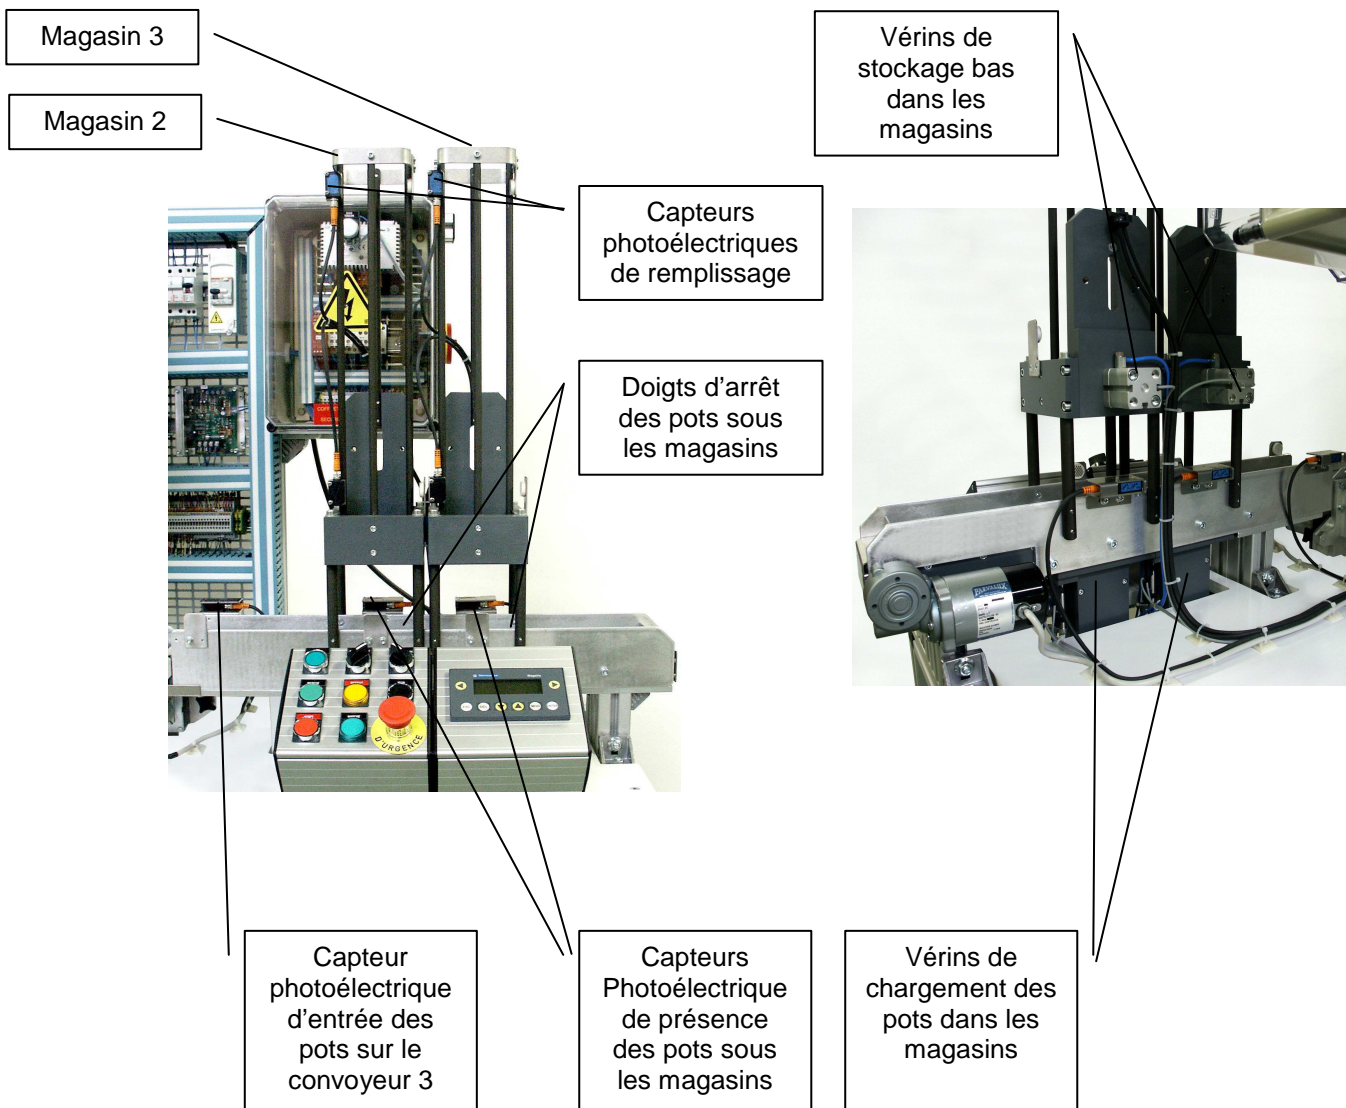 Magasin 3
Magasin 2
Vérins de
stockage bas
dans les
magasins
Capteurs
photoélectriques
de remplissage
Doigts d'arrêt
des pots sous
les magasins
D'URGENCE
PARVALUX
Capteur
photoélectrique
d'entrée des
pots sur le
convoyeur 3
Capteurs
Photoélectrique
de présence
des pots sous
les magasins
Vérins de
chargement des
pots dans les
magasins